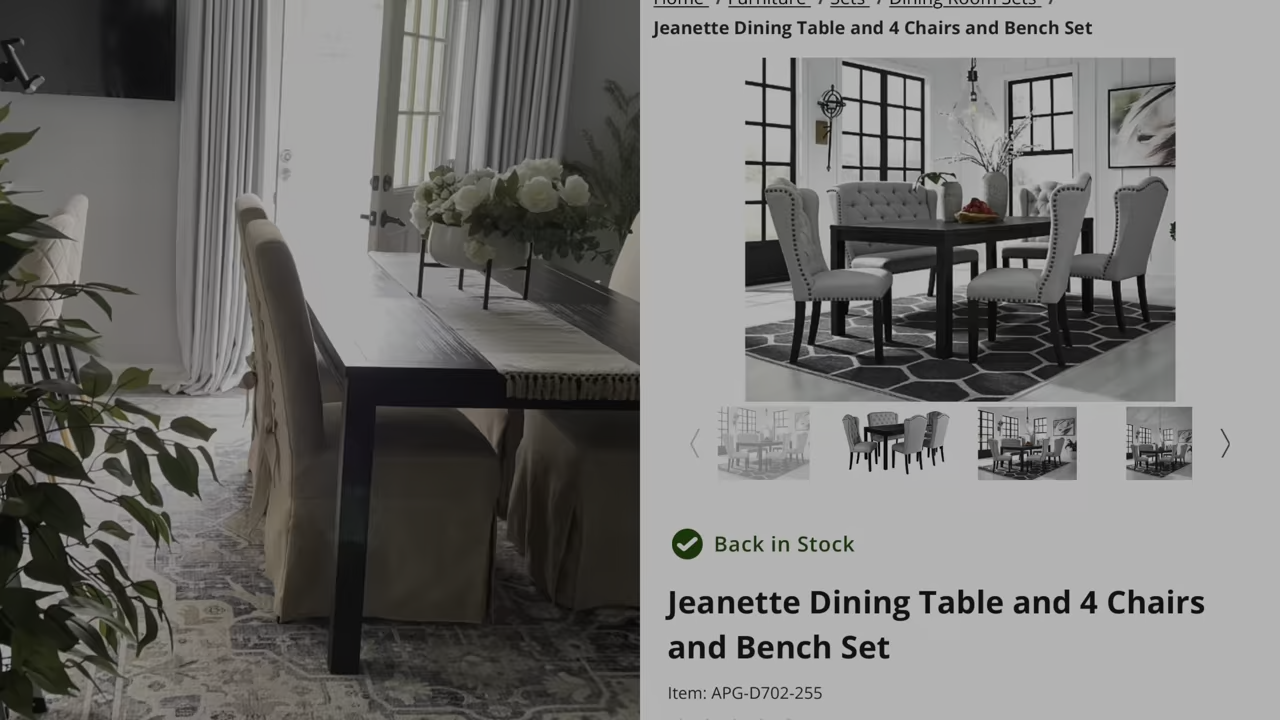 Home / Furniture / Sets / Dining Room Sets /
Jeanette Dining Table and 4 Chairs and Bench Set
Back in Stock
Jeanette Dining Table and 4 Chairs
and Bench Set
Item: APG-D702-255